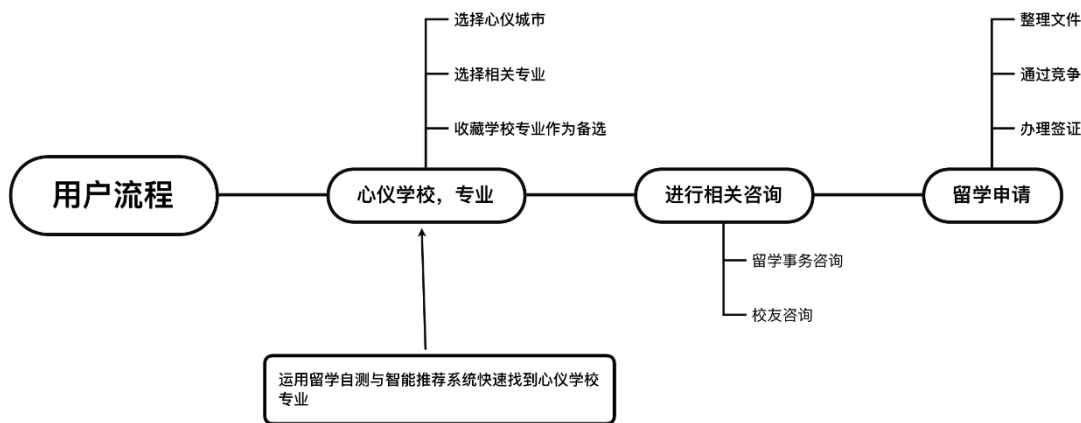 选择心仪城市
选择相关专业
收藏学校专业作为备选
整理文件
通过竞争
办理签证
用户流程
心仪学校，专业
进行相关咨询
留学申请
留学事务咨询
校友咨询
运用留学自测与智能推荐系统快速找到心仪学校
专业